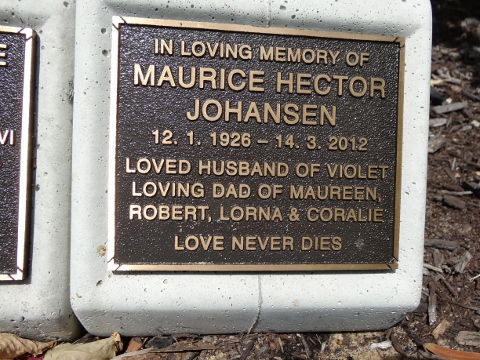 IN LOVING MEMORY OF
MAURICE HECTOR
JOHANSEN
12. 1. 1926 – 14. 3. 2012
LOVED HUSBAND OF VIOLET
LOVING DAD OF MAUREEN,
ROBERT, LORNA & CORALIE
LOVE NEVER DIES